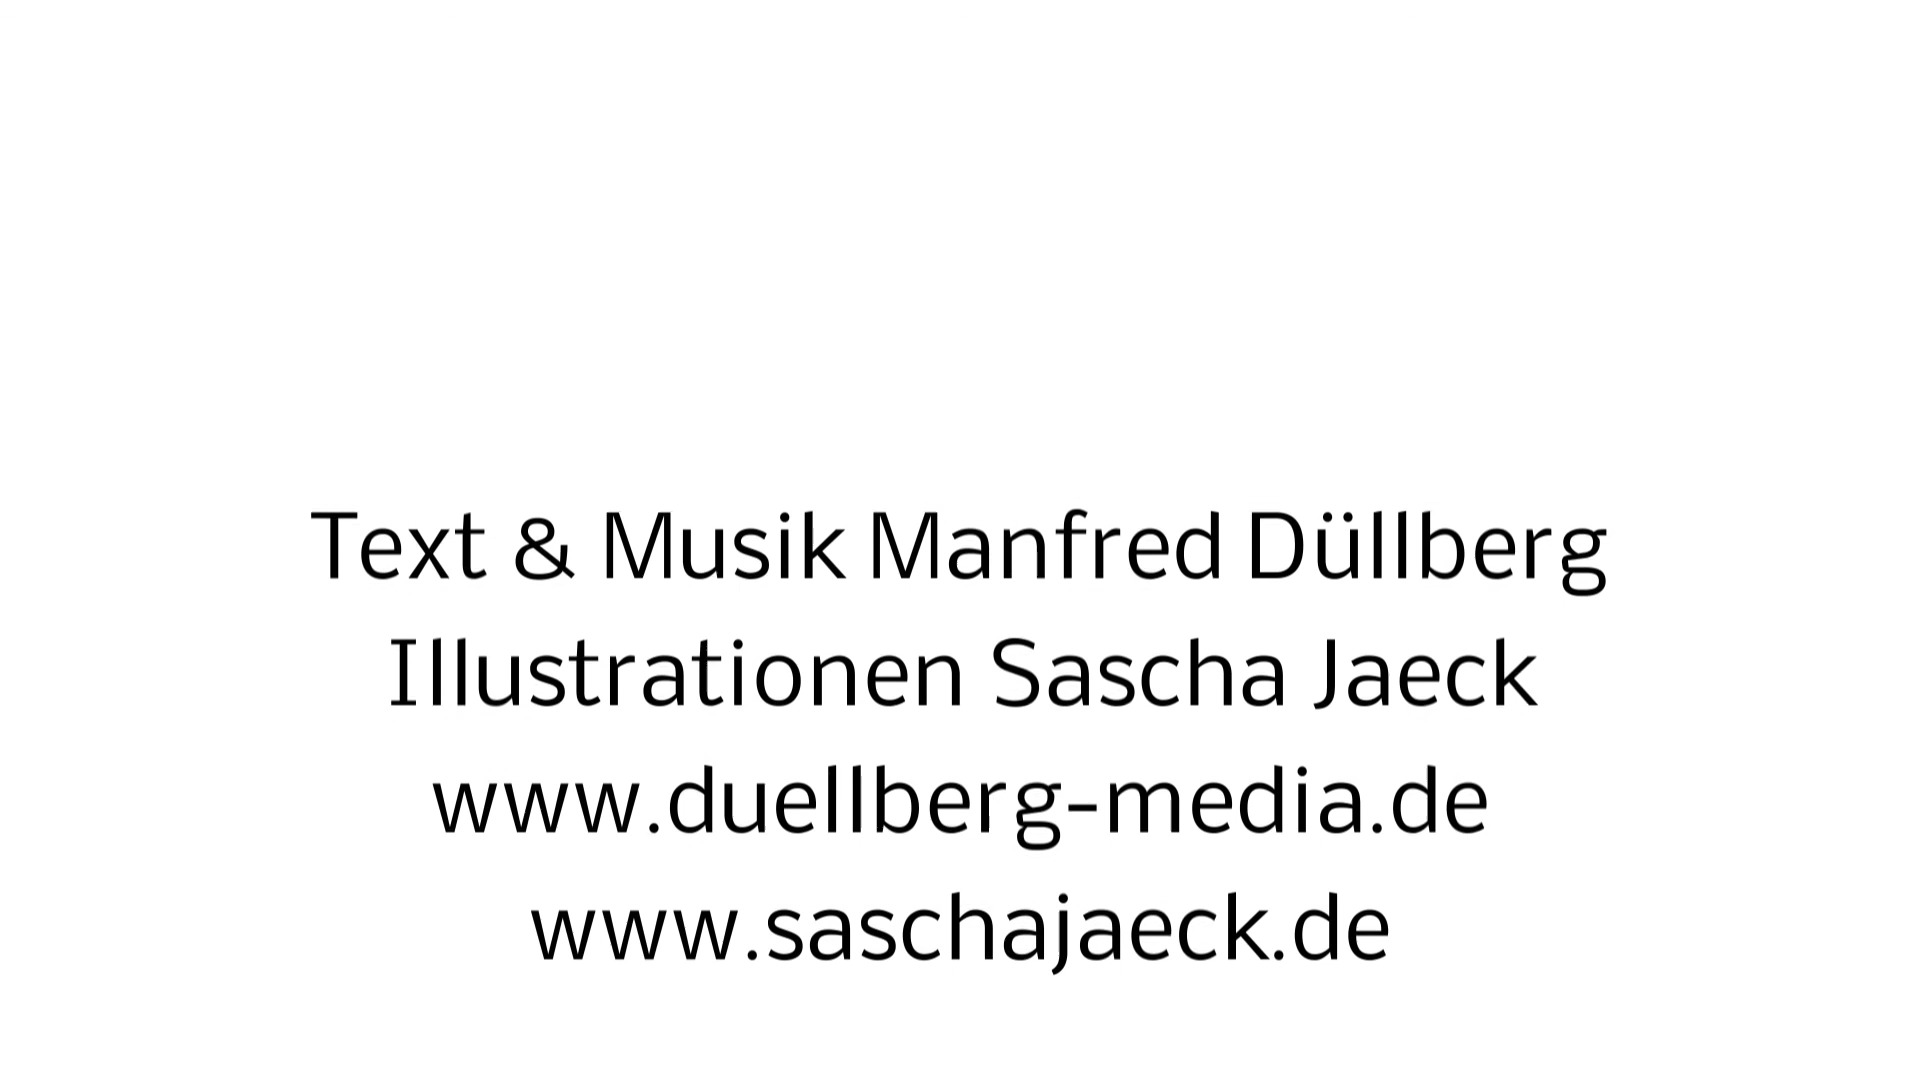 Text & Musik Manfred Düllberg
Illustrationen Sascha Jaeck
www.duellberg-media.de
www.saschajaeck.de